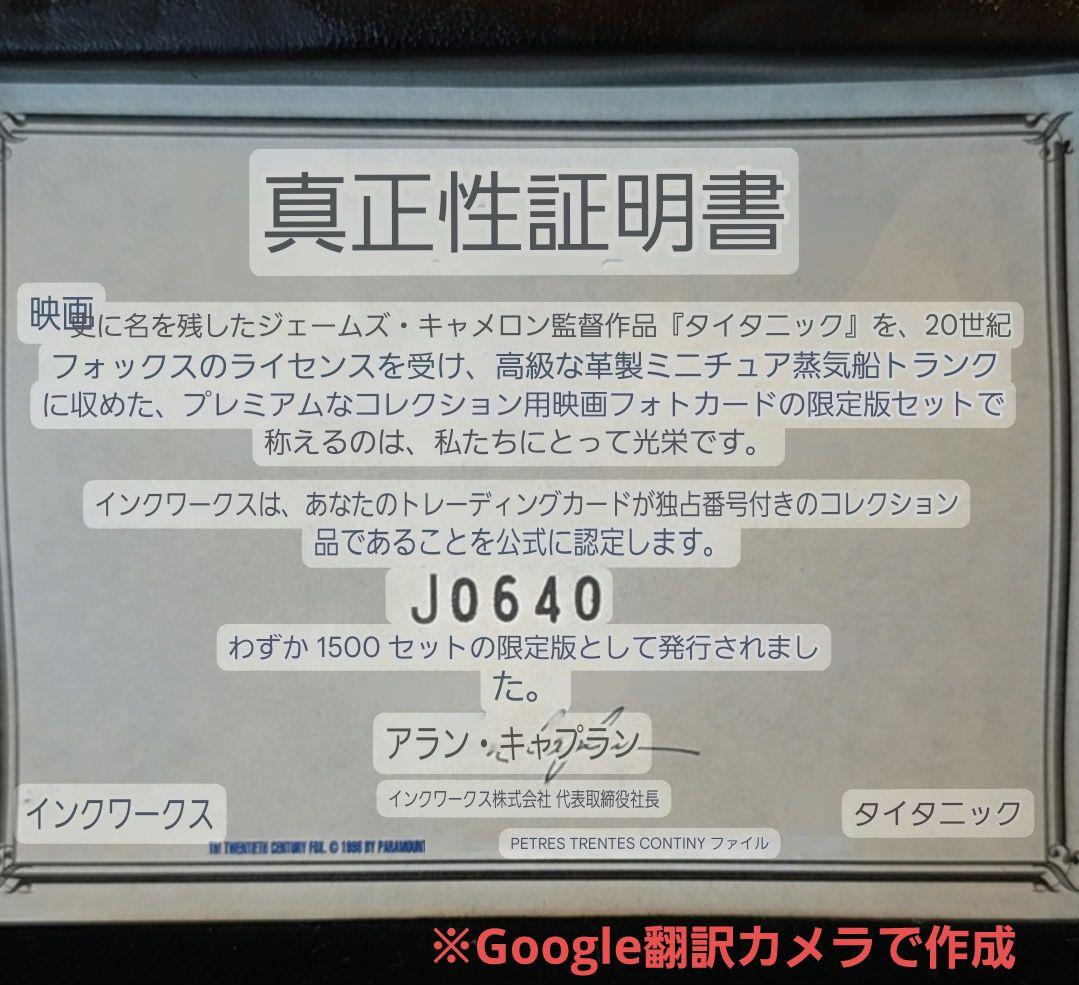 真正性証明書
映画史に名を残したジェームズ・キャメロン監督作品『タイタニック』を、20世紀
フォックスのライセンスを受け、高級な革製ミニチュア蒸気船トランク
に収めた、プレミアムなコレクション用映画フォトカードの限定版セットで
称えるのは、私たちにとって光栄です。
インクワークスは、あなたのトレーディングカードが独占番号付きのコレクション
品であることを公式に認定します。
J0640
わずか 1500 セットの限定版として発行されまし
た。
アラン・キャプラン
インクワークス株式会社 代表取締役社長
インクワークス
タイタニック
TM TWENTIETH CENTURY FOX. © 1998 BY PARAMOUNT
PETRES TRENTES CONTINY ファイル
※Google翻訳カメラで作成